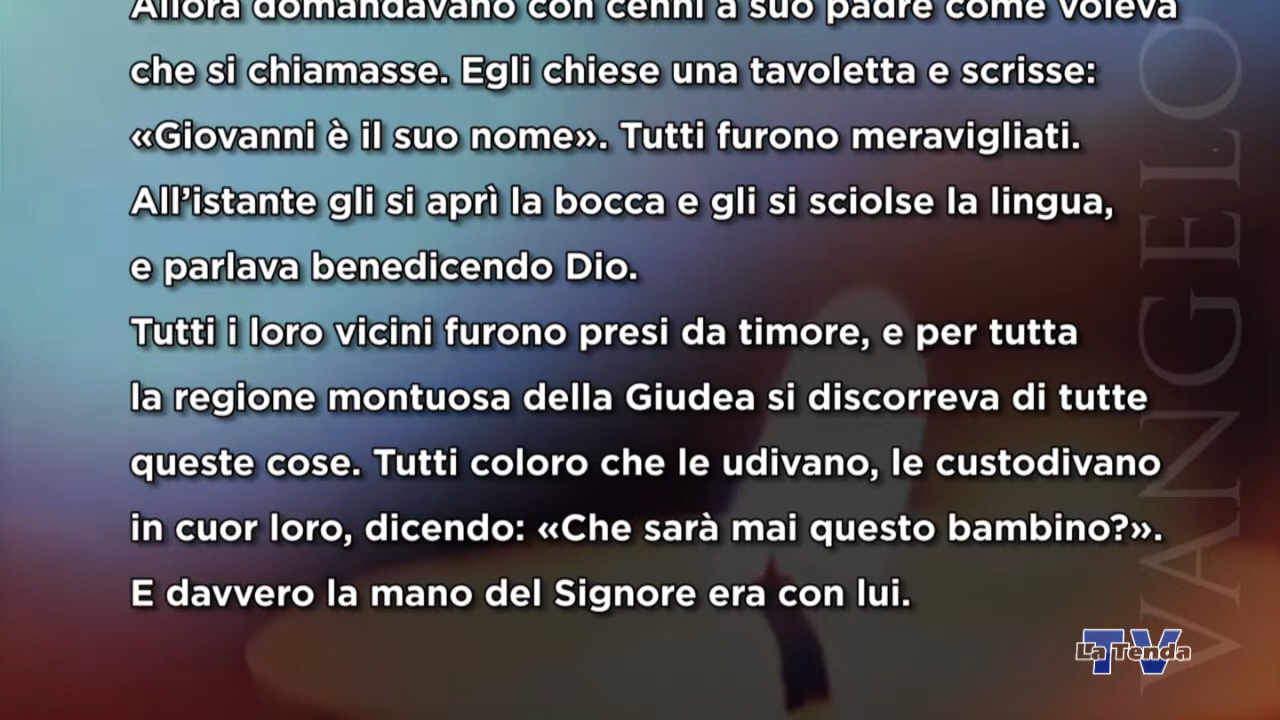 Allora domandavano con cenni a suo padre come voleva
che si chiamasse. Egli chiese una tavoletta e scrisse:
«Giovanni è il suo nome». Tutti furono meravigliati.
All’istante gli si aprì la bocca e gli si sciolse la lingua,
e parlava benedicendo Dio.
Tutti i loro vicini furono presi da timore, e per tutta
la regione montuosa della Giudea si discorreva di tutte
queste cose. Tutti coloro che le udivano, le custodivano
in cuor loro, dicendo: «Che sarà mai questo bambino?».
E davvero la mano del Signore era con lui.
VANGELO
TV
La Tenda